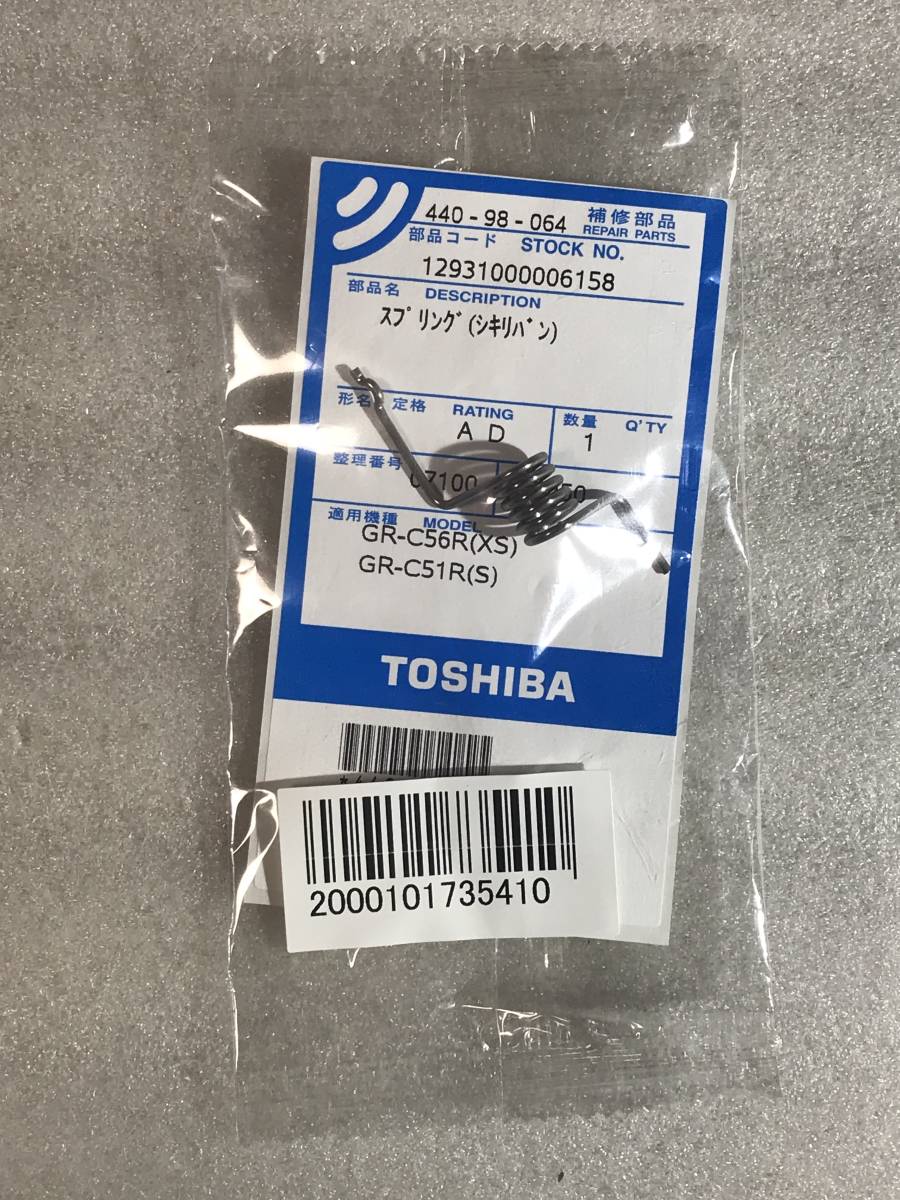 440-98-064 補修部品
REPAIR PARTS
部品コード STOCK NO.
12931000006158
部品名 DESCRIPTION
ｽﾌﾟﾘﾝｸﾞ(ｼｷﾘﾊﾞﾝ)
形名 定格 RATING 数量 Q'TY
A D 1
整理番号 07100
適用機種 MODEL
GR-C56R(XS)
GR-C51R(S)
TOSHIBA
2000101735410